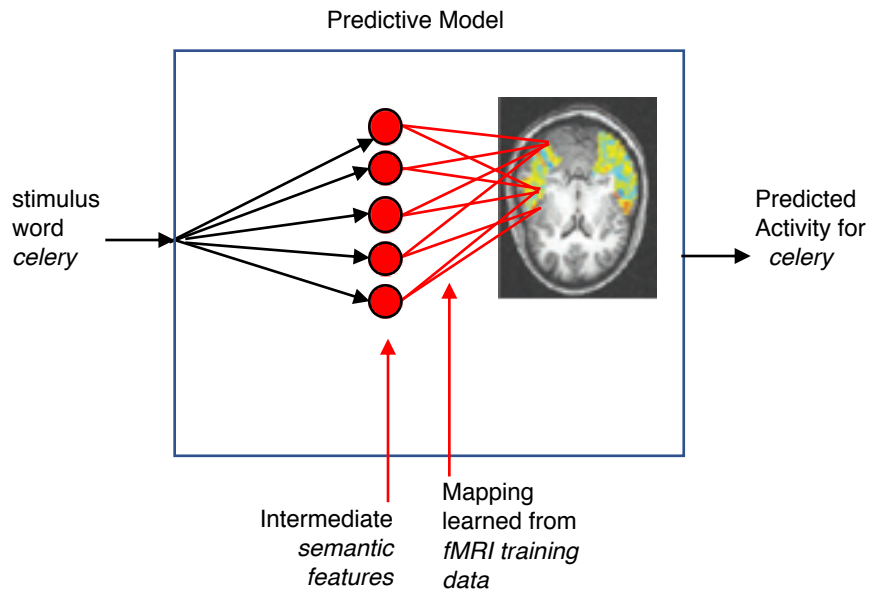 Predictive Model
stimulus
word
celery
Predicted
Activity for
celery
Intermediate
semantic
features
Mapping
learned from
fMRI training
data